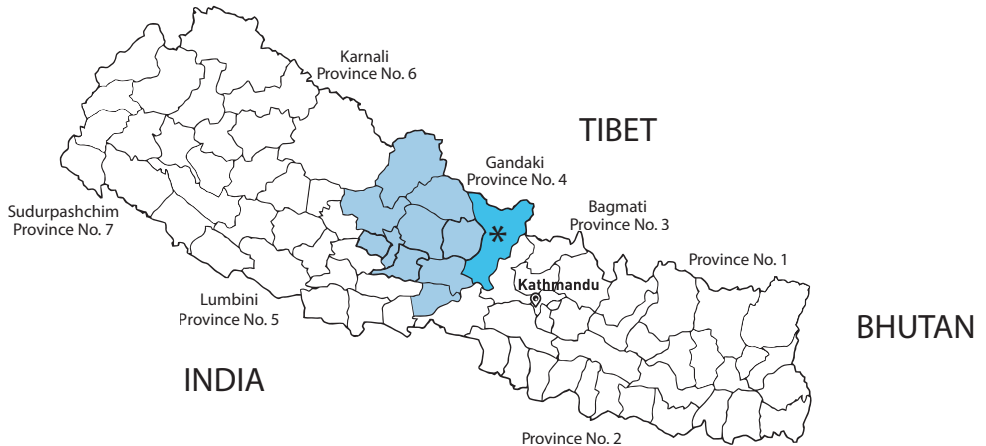 Karnali
Province No. 6
TIBET
Gandaki
Province No. 4
Sudurpashchim
Province No. 7
Bagmati
Province No. 3
*
Province No. 1
Kathmandu
Lumbini
Province No. 5
BHUTAN
INDIA
Province No. 2